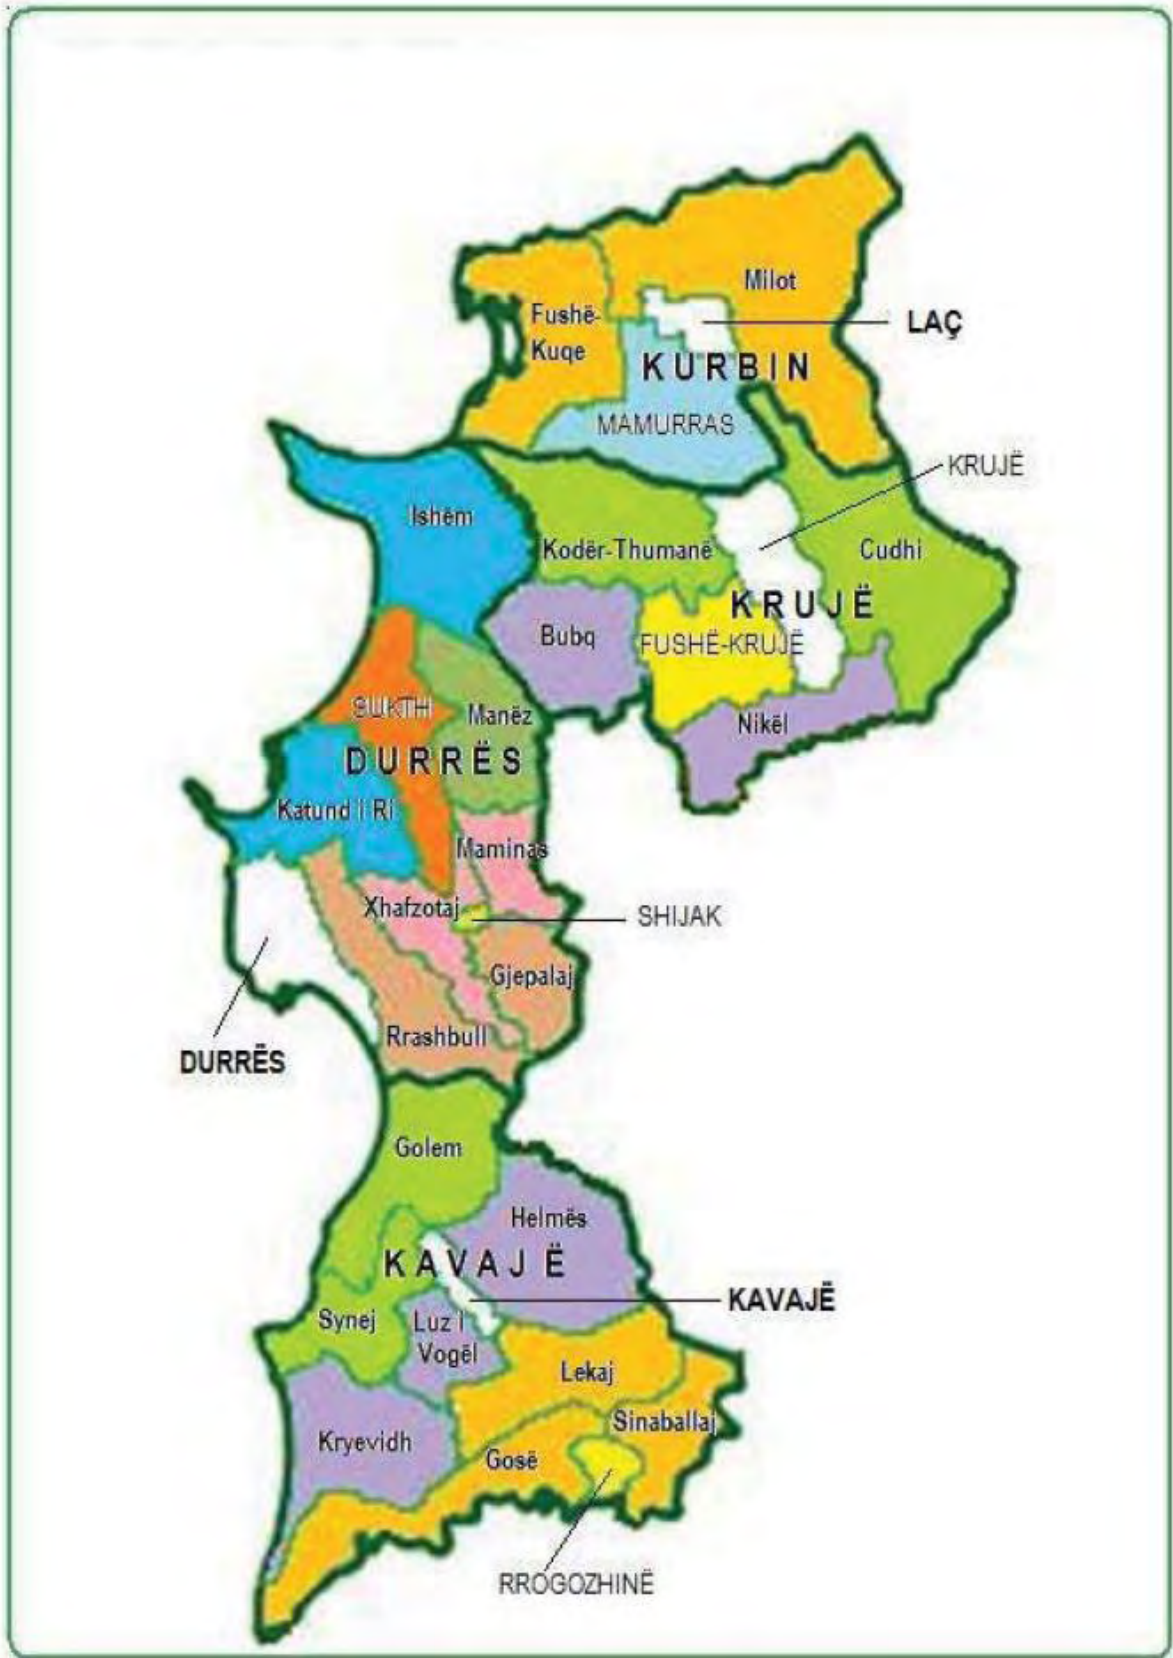 Milot
Fushë-
Kuqe
LAÇ
KURBIN
MAMURRAS
KRUJË
Ishëm
Kodër-Thumanë
Cudhi
KRUJË
Bubq
FUSHË-KRUJË
SUKTH
Manëz
Nikël
DURRËS
Katund i Ri
Maminas
Xhafzotaj
SHIJAK
Gjepalaj
Rrashbull
DURRËS
Golem
Helmës
KAVAJË
KAVAJË
Synej
Luz i
Vogël
Lekaj
Sinaballaj
Kryevidh
Gosë
RROGOZHINË